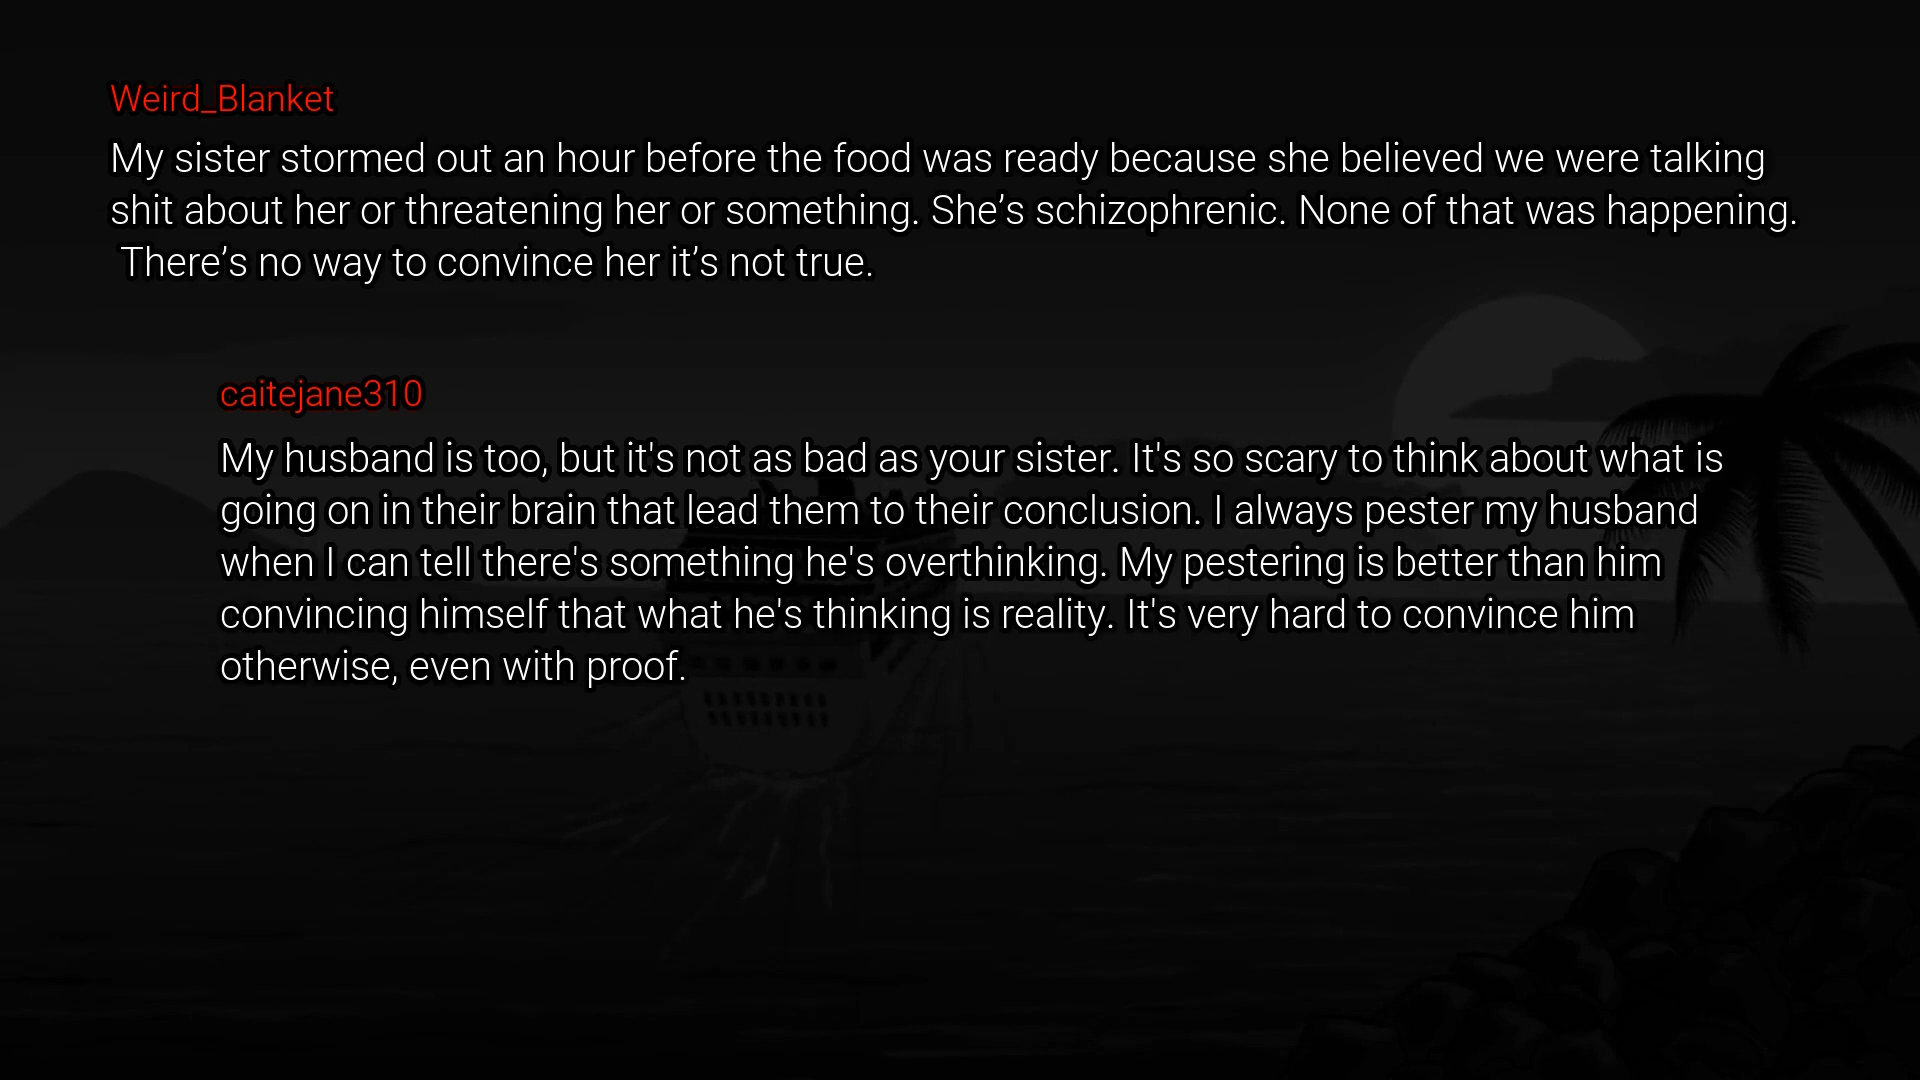 Weird_Blanket
My sister stormed out an hour before the food was ready because she believed we were talking
shit about her or threatening her or something. She’s schizophrenic. None of that was happening.
There’s no way to convince her it’s not true.
caitejane310
My husband is too, but it's not as bad as your sister. It's so scary to think about what is
going on in their brain that lead them to their conclusion. I always pester my husband
when I can tell there's something he's overthinking. My pestering is better than him
convincing himself that what he's thinking is reality. It's very hard to convince him
otherwise, even with proof.